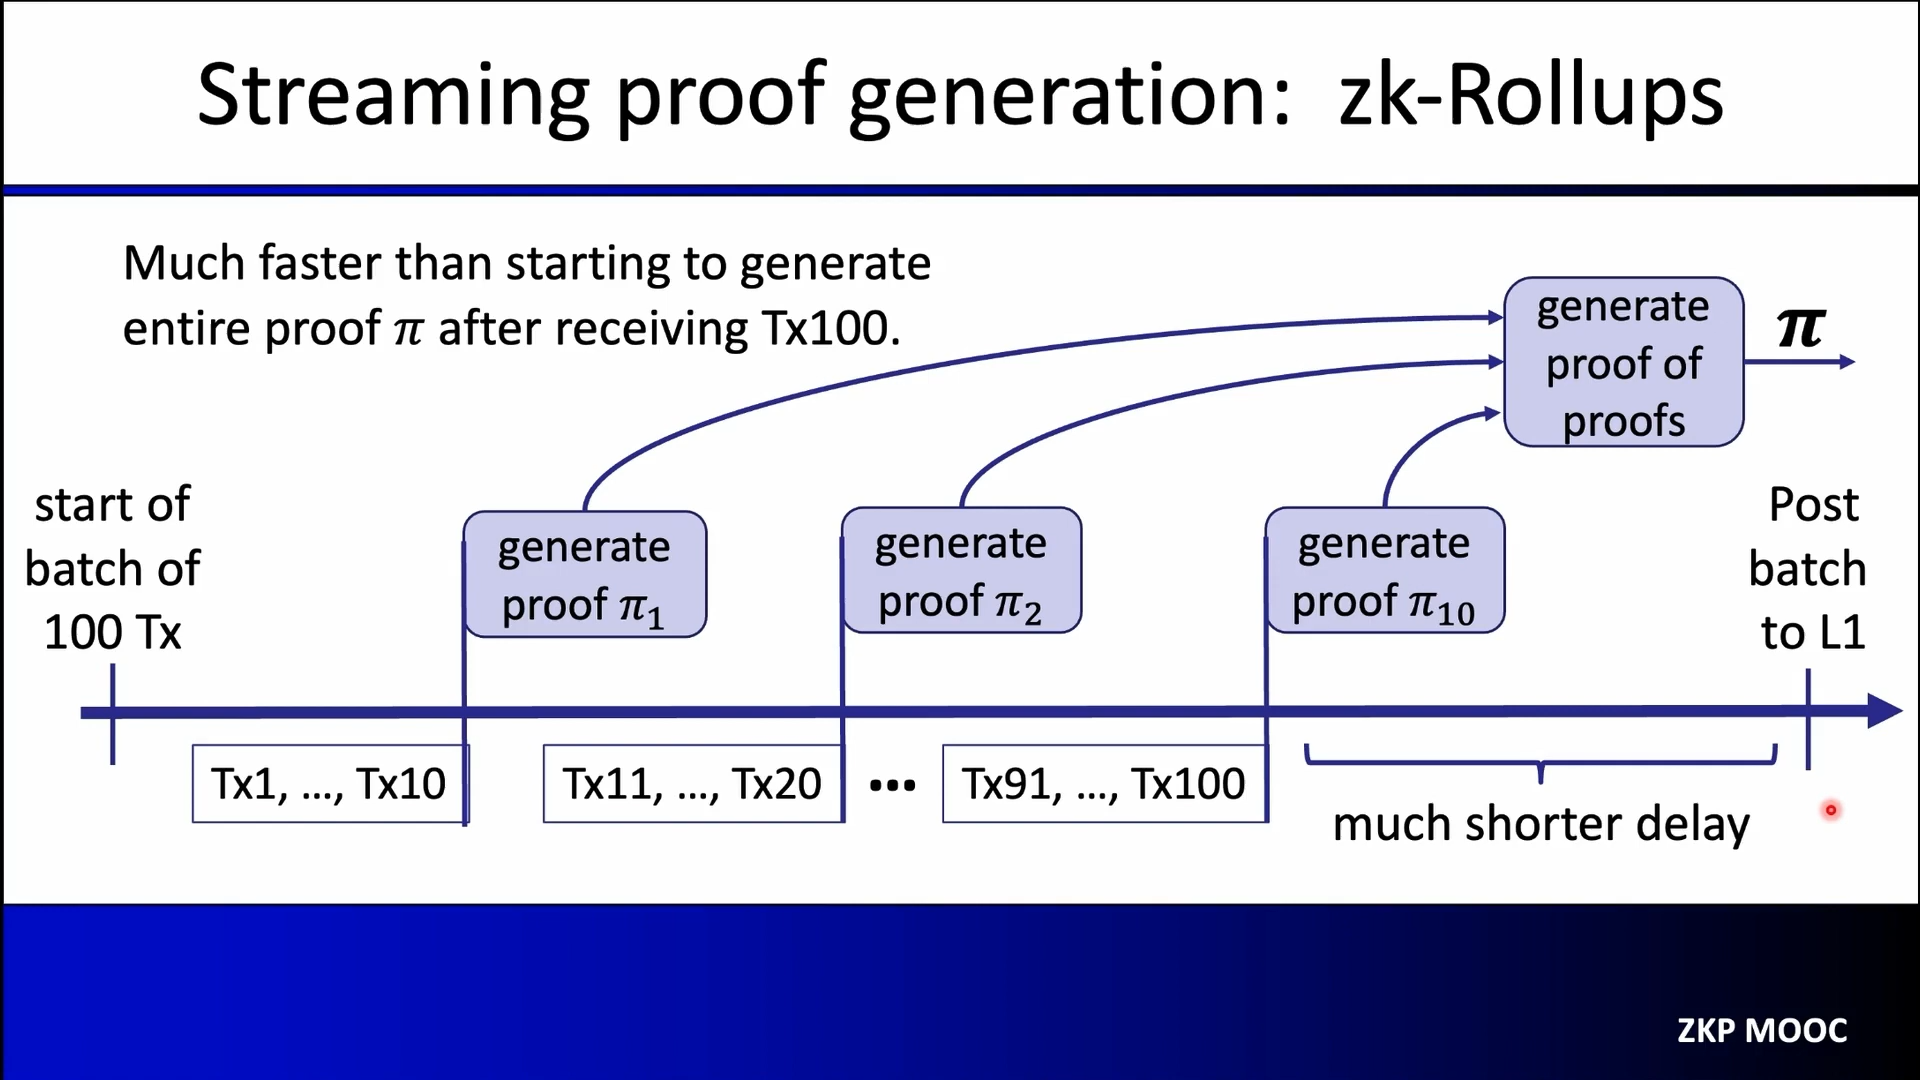 Streaming proof generation: zk-Rollups
Much faster than starting to generate
entire proof π after receiving Tx100.
generate
proof of
proofs
π
start of
batch of
100 Tx
generate
proof π₁
generate
proof π₂
generate
proof π₁₀
Post
batch
to L1
Tx1, ..., Tx10
Tx11, ..., Tx20
...
Tx91, ..., Tx100
much shorter delay
ZKP MOOC